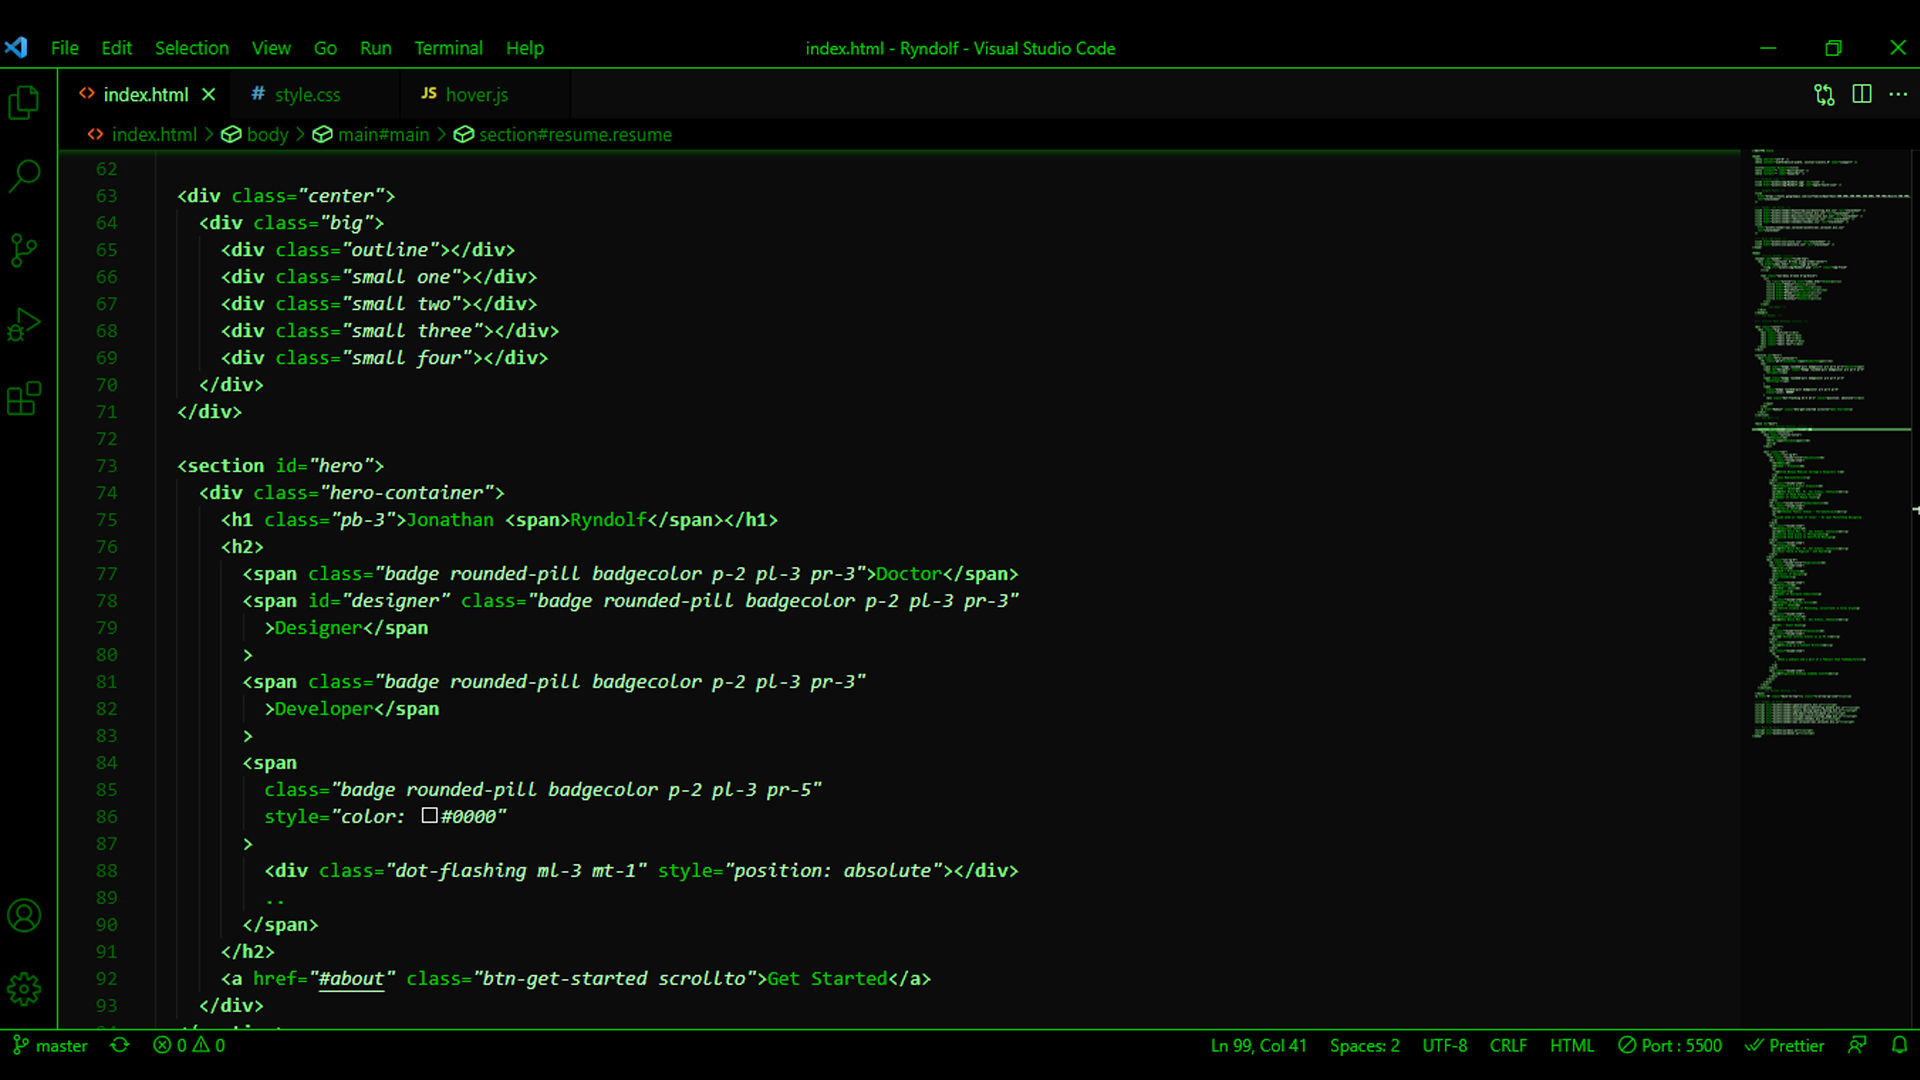 File Edit Selection View Go Run Terminal Help index.html - Ryndolf - Visual Studio Code
<> index.html # style.css JS hover.js
<> index.html > body > main#main > section#resume.resume
62
63 <div class="center">
64 <div class="big">
65 <div class="outline"></div>
66 <div class="small one"></div>
67 <div class="small two"></div>
68 <div class="small three"></div>
69 <div class="small four"></div>
70 </div>
71 </div>
72
73 <section id="hero">
74 <div class="hero-container">
75 <h1 class="pb-3">Jonathan <span>Ryndolf</span></h1>
76 <h2>
77 <span class="badge rounded-pill badgecolor p-2 pl-3 pr-3">Doctor</span>
78 <span id="designer" class="badge rounded-pill badgecolor p-2 pl-3 pr-3"
79 >Designer</span
80 >
81 <span class="badge rounded-pill badgecolor p-2 pl-3 pr-3"
82 >Developer</span
83 >
84 <span
85 class="badge rounded-pill badgecolor p-2 pl-3 pr-5"
86 style="color: #0000"
87 >
88 <div class="dot-flashing ml-3 mt-1" style="position: absolute"></div>
89 ..
90 </span>
91 </h2>
92 <a href="#about" class="btn-get-started scrollto">Get Started</a>
93 </div>
master 0 0 Ln 99, Col 41 Spaces: 2 UTF-8 CRLF HTML Port : 5500 Prettier